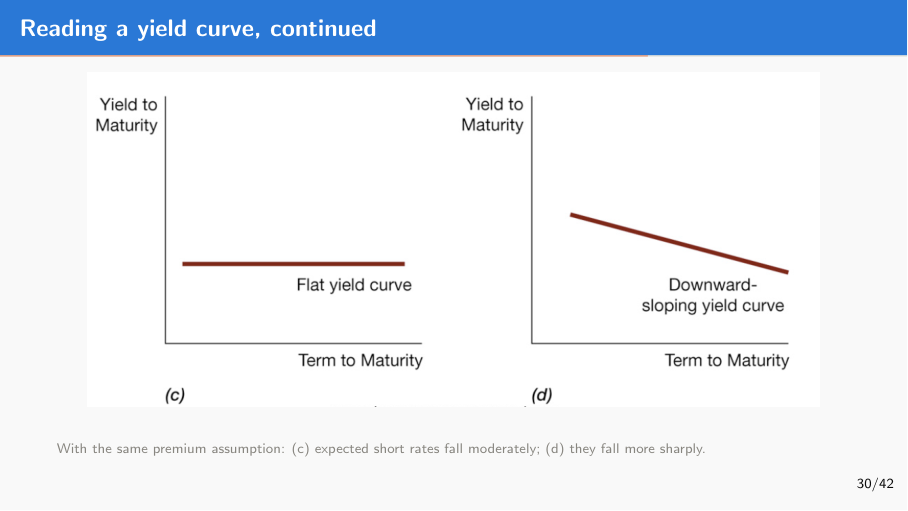 Reading a yield curve, continued
Yield to
Maturity
Flat yield curve
Term to Maturity
(c)
Yield to
Maturity
Downward-
sloping yield curve
Term to Maturity
(d)
With the same premium assumption: (c) expected short rates fall moderately; (d) they fall more sharply.
30/42